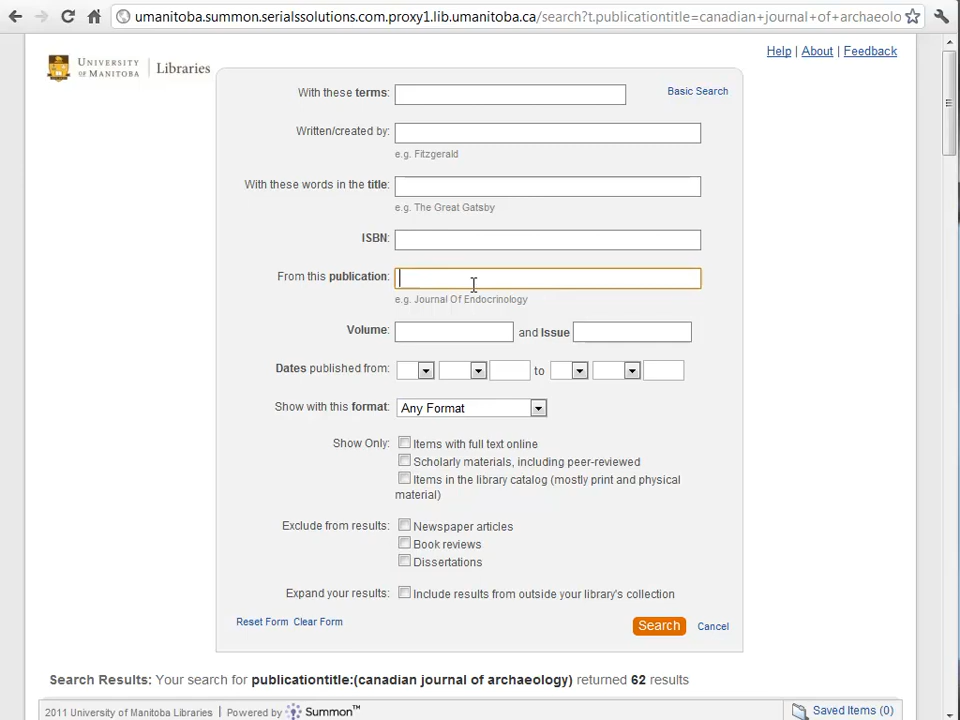 umanitoba.summon.serialssolutions.com.proxy1.lib.umanitoba.ca/search?t.publicationtitle=canadian+journal+of+archaeolo
Help | About | Feedback
UNIVERSITY OF MANITOBA | Libraries
With these terms: Basic Search
Written/created by:
e.g. Fitzgerald
With these words in the title:
e.g. The Great Gatsby
ISBN:
From this publication:
e.g. Journal Of Endocrinology
Volume: and Issue
Dates published from: to
Show with this format: Any Format
Show Only: Items with full text online
Scholarly materials, including peer-reviewed
Items in the library catalog (mostly print and physical
material)
Exclude from results: Newspaper articles
Book reviews
Dissertations
Expand your results: Include results from outside your library's collection
Reset Form Clear Form Search Cancel
Search Results: Your search for publicationtitle:(canadian journal of archaeology) returned 62 results
2011 University of Manitoba Libraries | Powered by Summon™ Saved Items (0)